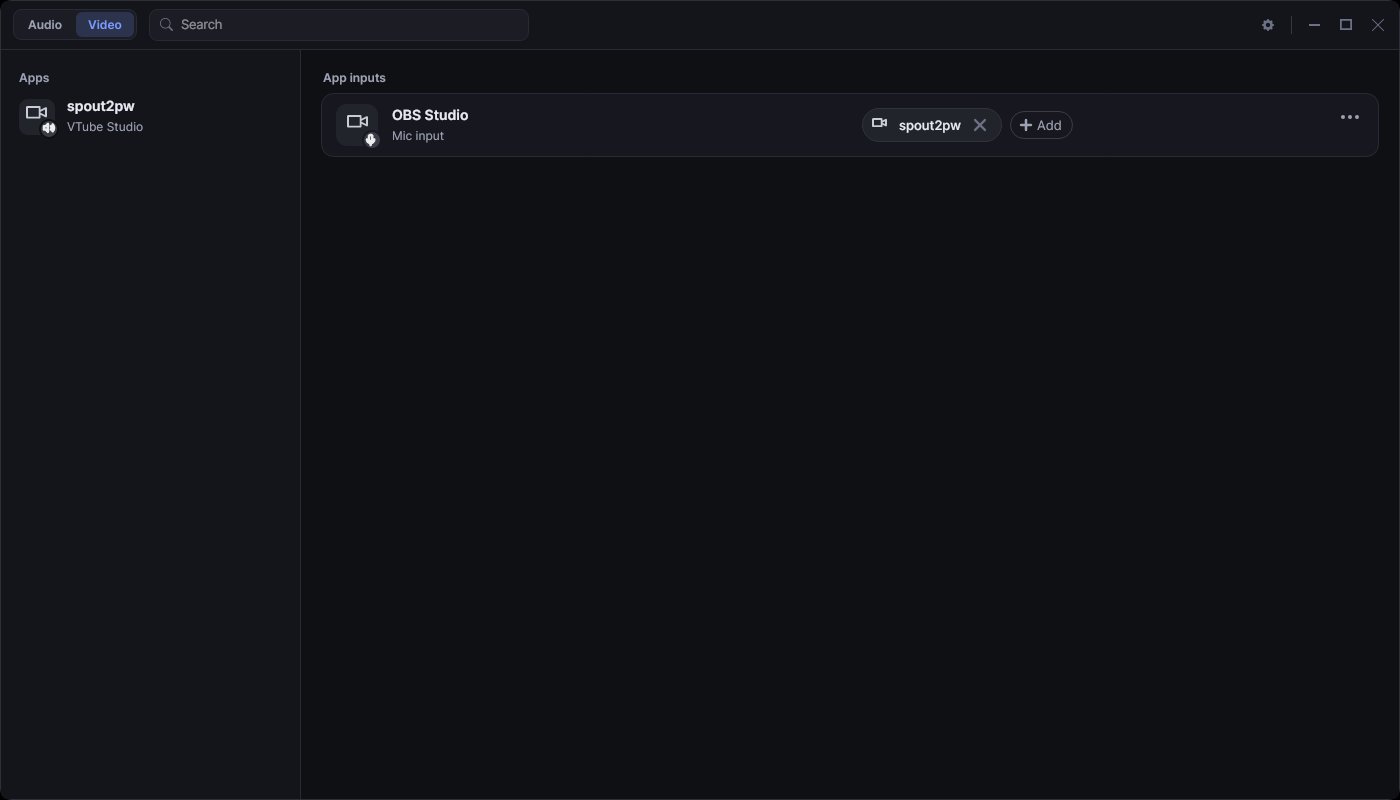 Audio Video Search
Apps
spout2pw
VTube Studio
App inputs
OBS Studio
Mic input
spout2pw
Add